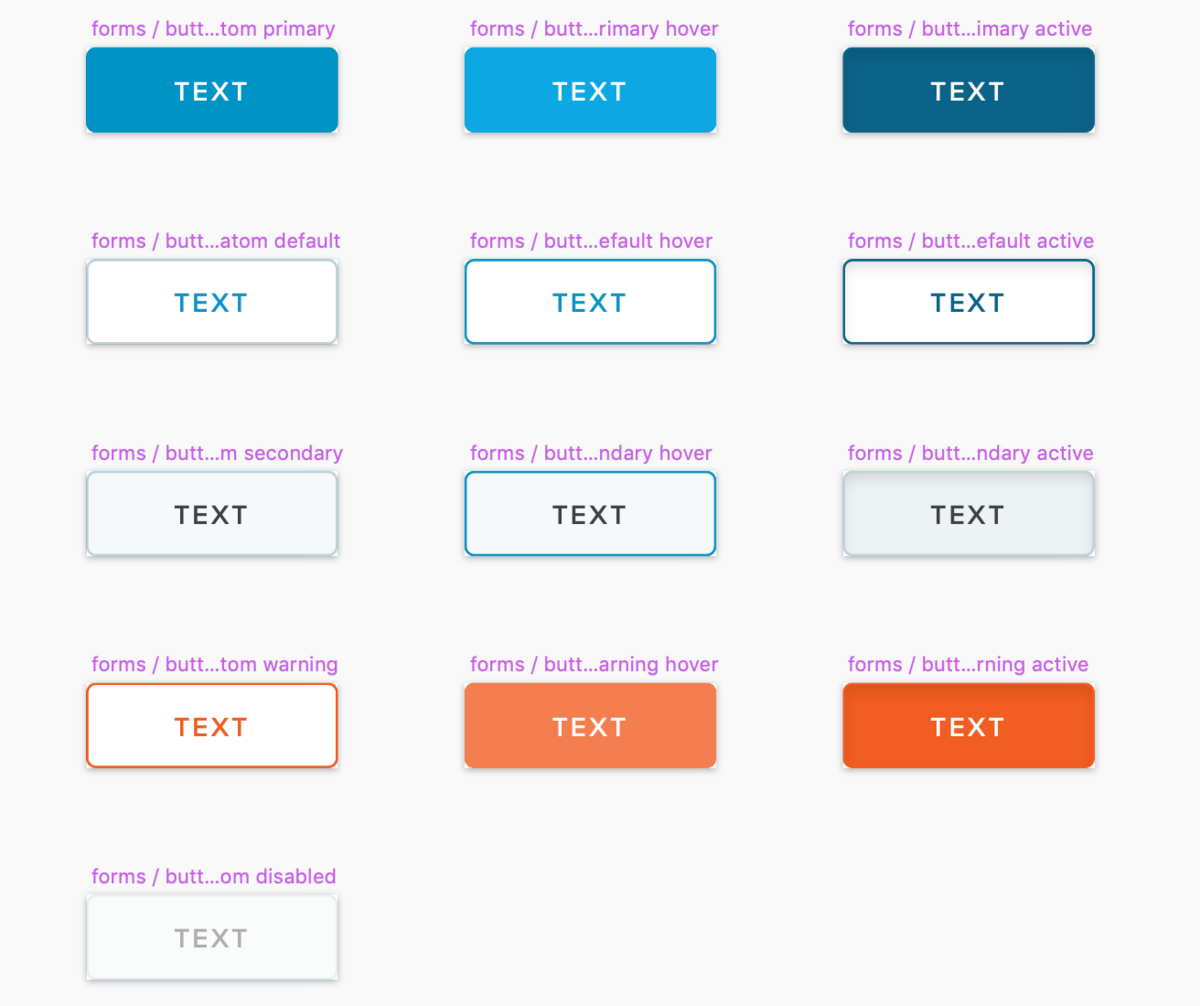 forms / butt...tom primary
forms / butt...rimary hover
forms / butt...imary active
TEXT
TEXT
TEXT
forms / butt...atom default
forms / butt...efault hover
forms / butt...efault active
TEXT
TEXT
TEXT
forms / butt...m secondary
forms / butt...ndary hover
forms / butt...ndary active
TEXT
TEXT
TEXT
forms / butt...tom warning
forms / butt...arning hover
forms / butt...rning active
TEXT
TEXT
TEXT
forms / butt...om disabled
TEXT